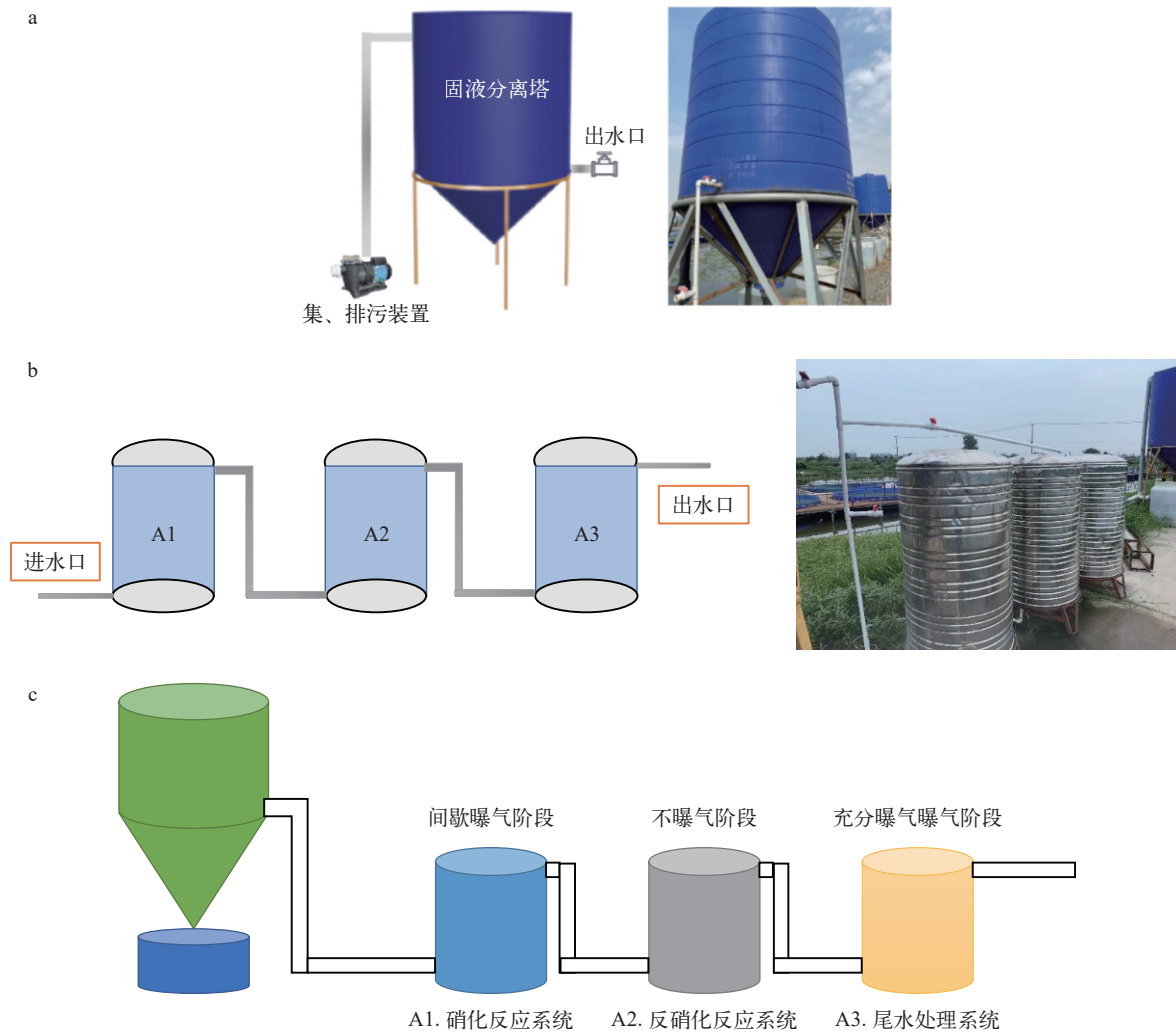 a
固液分离塔
出水口
集、排污装置
b
A1
A2
A3
进水口
出水口
c
间歇曝气阶段
不曝气阶段
充分曝气曝气阶段
A1. 硝化反应系统
A2. 反硝化反应系统
A3. 尾水处理系统